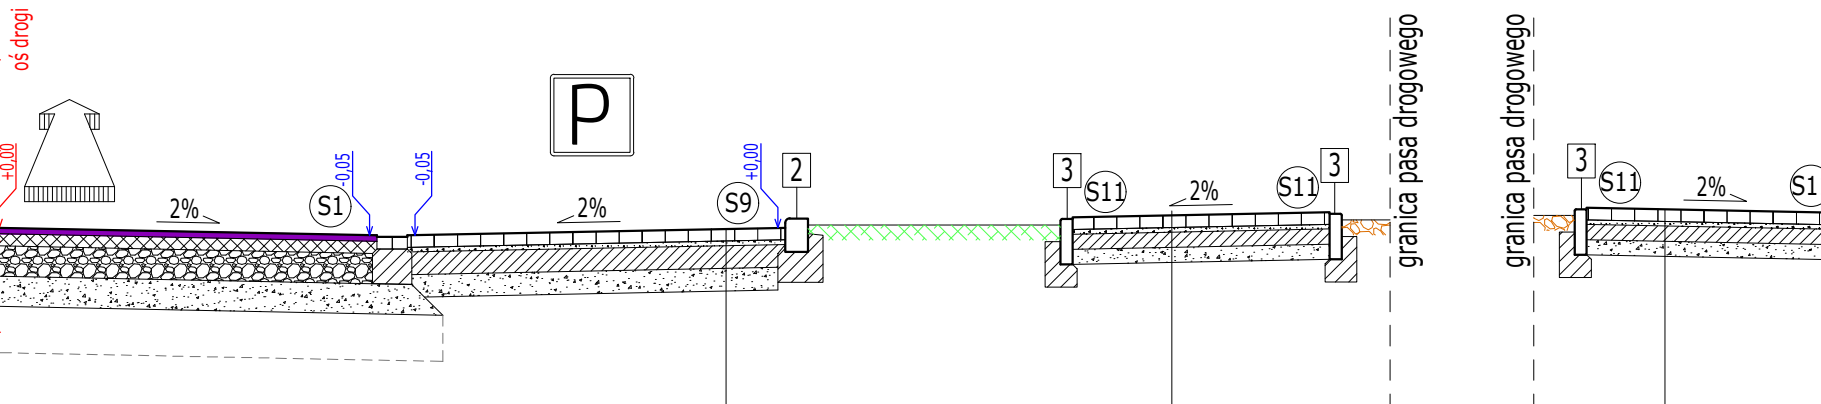 oś drogi
+0,00
2%
S1
-0,05
-0,05
2%
P
S9
+0,00
2
3
S11
2%
S11
3
granica pasa drogowego
granica pasa drogowego
3
S11
2%
S1